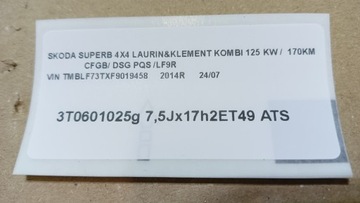 SKODA SUPERB 4X4 LAURIN&KLEMENT KOMBI 125 KW / 170KM
CFGB/ DSG PQS /LF9R
VIN TMBLF73TXF9019458 2014R 24/07
3T0601025g 7,5Jx17h2ET49 ATS